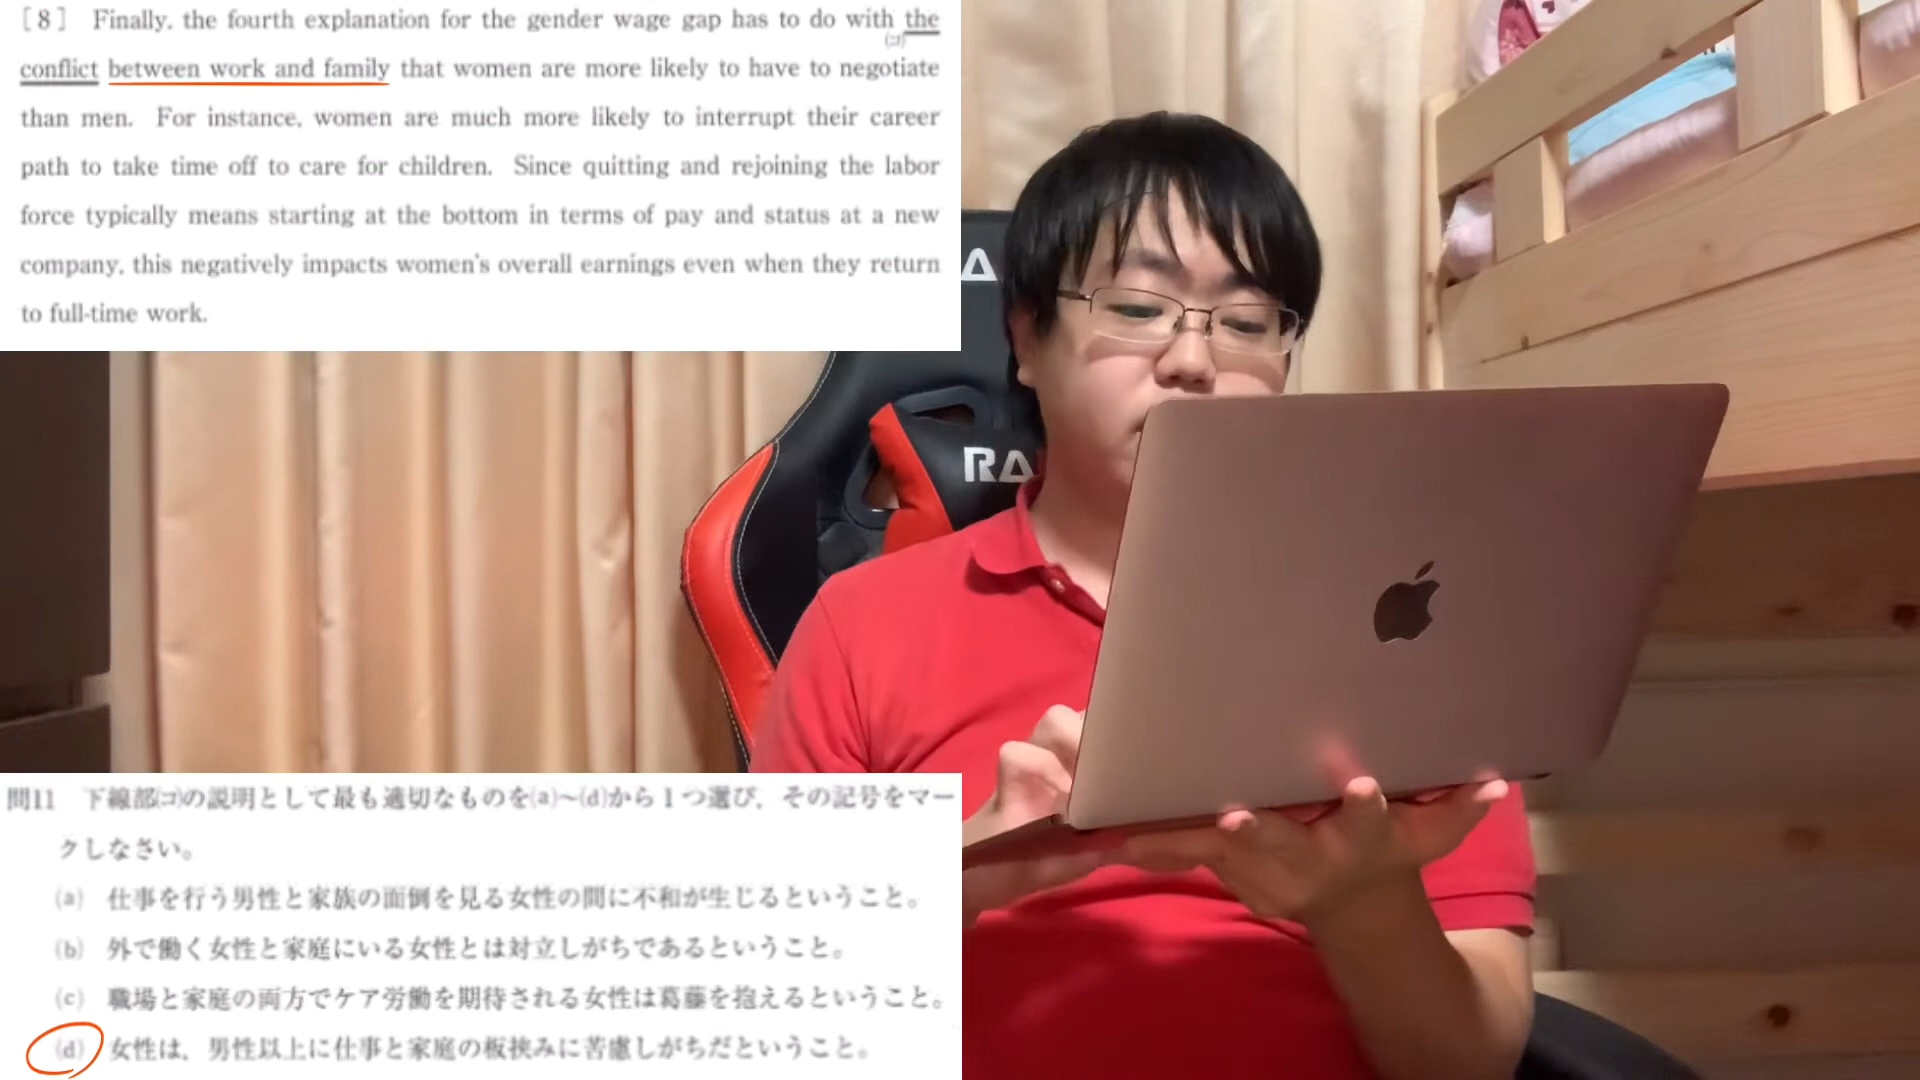 [8] Finally, the fourth explanation for the gender wage gap has to do with the
(コ)
conflict between work and family that women are more likely to have to negotiate
than men. For instance, women are much more likely to interrupt their career
path to take time off to care for children. Since quitting and rejoining the labor
force typically means starting at the bottom in terms of pay and status at a new
company, this negatively impacts women's overall earnings even when they return
to full-time work.
RA
問11 下線部(コ)の説明として最も適切なものを(a)~(d)から1つ選び、その記号をマー
クしなさい。
(a) 仕事を行う男性と家族の面倒を見る女性の間に不和が生じるということ。
(b) 外で働く女性と家庭にいる女性とは対立しがちであるということ。
(c) 職場と家庭の両方でケア労働を期待される女性は葛藤を抱えるということ。
(d) 女性は、男性以上に仕事と家庭の板挟みに苦慮しがちだということ。